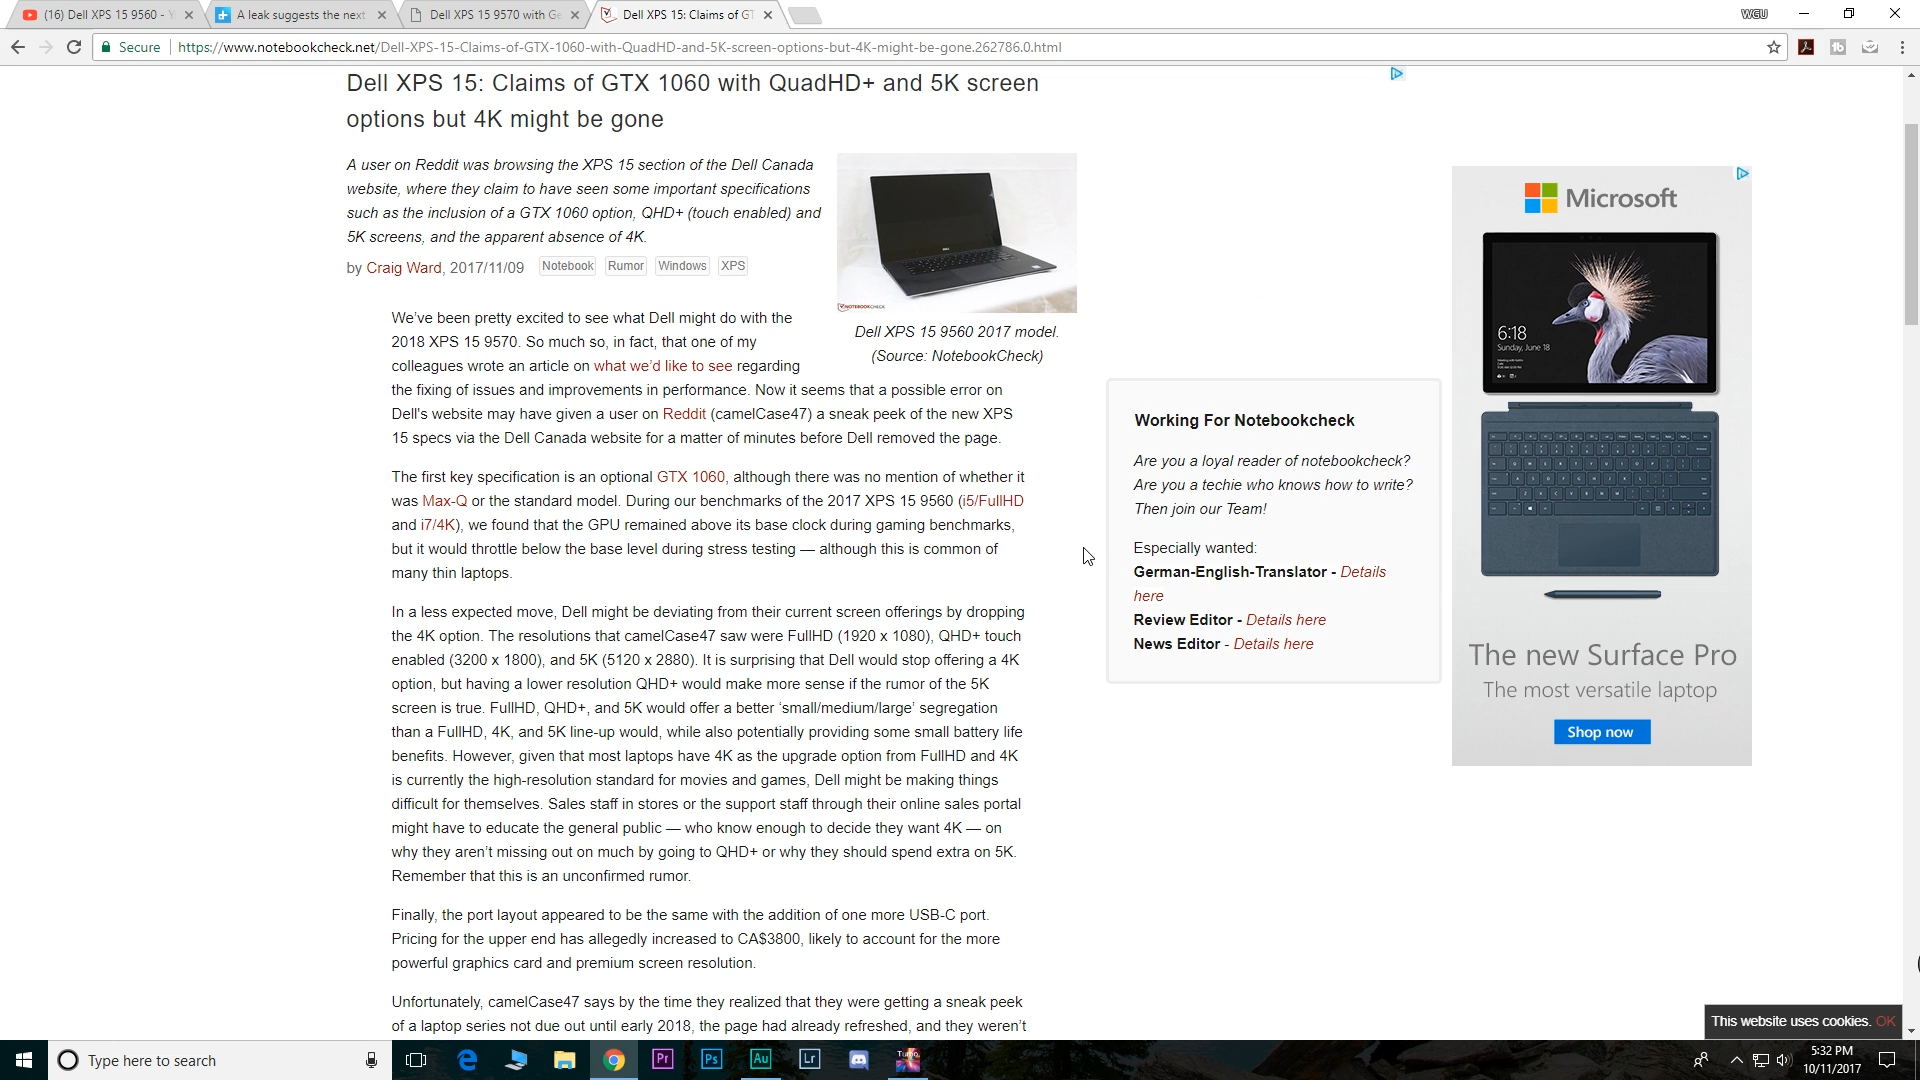 (16) Dell XPS 15 9560 -
A leak suggests the next
Dell XPS 15 9570 with Ge
Dell XPS 15: Claims of GT
WGU
Secure
https://www.notebookcheck.net/Dell-XPS-15-Claims-of-GTX-1060-with-QuadHD-and-5K-screen-options-but-4K-might-be-gone.262786.0.html
Dell XPS 15: Claims of GTX 1060 with QuadHD+ and 5K screen
options but 4K might be gone
A user on Reddit was browsing the XPS 15 section of the Dell Canada
website, where they claim to have seen some important specifications
such as the inclusion of a GTX 1060 option, QHD+ (touch enabled) and
5K screens, and the apparent absence of 4K.
by Craig Ward, 2017/11/09 Notebook Rumor Windows XPS
NOTEBOOKCHECK
Dell XPS 15 9560 2017 model.
(Source: NotebookCheck)
We've been pretty excited to see what Dell might do with the
2018 XPS 15 9570. So much so, in fact, that one of my
colleagues wrote an article on what we'd like to see regarding
the fixing of issues and improvements in performance. Now it seems that a possible error on
Dell's website may have given a user on Reddit (camelCase47) a sneak peek of the new XPS
15 specs via the Dell Canada website for a matter of minutes before Dell removed the page.
The first key specification is an optional GTX 1060, although there was no mention of whether it
was Max-Q or the standard model. During our benchmarks of the 2017 XPS 15 9560 (i5/FullHD
and i7/4K), we found that the GPU remained above its base clock during gaming benchmarks,
but it would throttle below the base level during stress testing — although this is common of
many thin laptops.
In a less expected move, Dell might be deviating from their current screen offerings by dropping
the 4K option. The resolutions that camelCase47 saw were FullHD (1920 x 1080), QHD+ touch
enabled (3200 x 1800), and 5K (5120 x 2880). It is surprising that Dell would stop offering a 4K
option, but having a lower resolution QHD+ would make more sense if the rumor of the 5K
screen is true. FullHD, QHD+, and 5K would offer a better 'small/medium/large' segregation
than a FullHD, 4K, and 5K line-up would, while also potentially providing some small battery life
benefits. However, given that most laptops have 4K as the upgrade option from FullHD and 4K
is currently the high-resolution standard for movies and games, Dell might be making things
difficult for themselves. Sales staff in stores or the support staff through their online sales portal
might have to educate the general public — who know enough to decide they want 4K — on
why they aren't missing out on much by going to QHD+ or why they should spend extra on 5K.
Remember that this is an unconfirmed rumor.
Finally, the port layout appeared to be the same with the addition of one more USB-C port.
Pricing for the upper end has allegedly increased to CA$3800, likely to account for the more
powerful graphics card and premium screen resolution.
Unfortunately, camelCase47 says by the time they realized that they were getting a sneak peek
of a laptop series not due out until early 2018, the page had already refreshed, and they weren't
Working For Notebookcheck
Are you a loyal reader of notebookcheck?
Are you a techie who knows how to write?
Then join our Team!
Especially wanted:
German-English-Translator - Details
here
Review Editor - Details here
News Editor - Details here
Microsoft
6:18
Sunday, June 18
The new Surface Pro
The most versatile laptop
Shop now
This website uses cookies. OK
Type here to search
Pr
Ps
Au
Lr
5:32 PM
10/11/2017